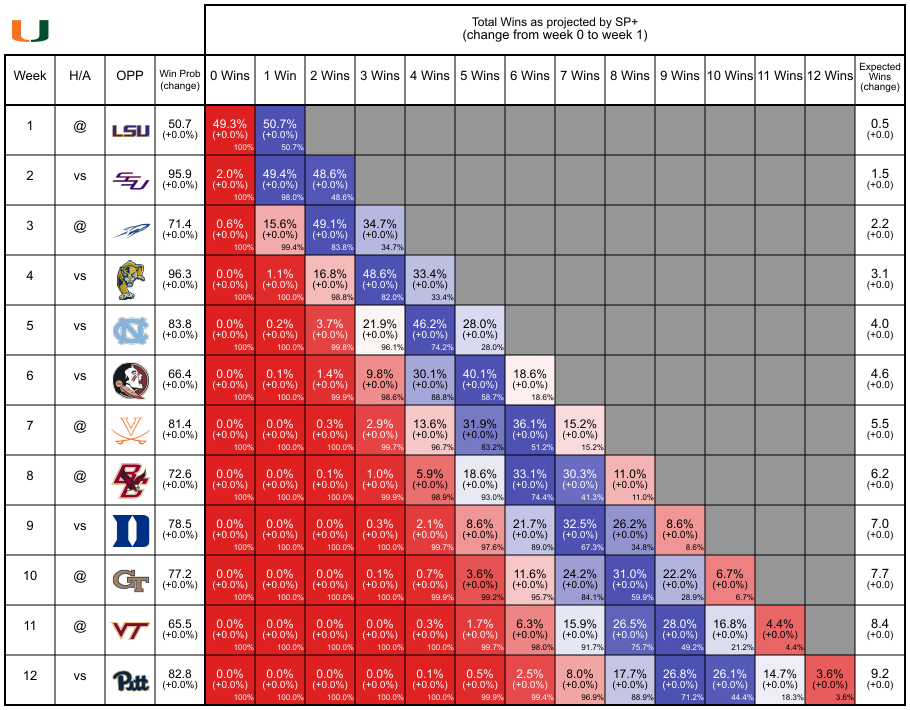 Total Wins as projected by SP+
(change from week 0 to week 1)
Week H/A OPP Win Prob (change) 0 Wins 1 Win 2 Wins 3 Wins 4 Wins 5 Wins 6 Wins 7 Wins 8 Wins 9 Wins 10 Wins 11 Wins 12 Wins Expected Wins (change)
1 @ LSU 50.7 49.3% 50.7% 0.5
(+0.0%) (+0.0%) (+0.0%) (+0.0)
100% 50.7%
2 vs SFU 95.9 2.0% 49.4% 48.6% 1.5
(+0.0%) (+0.0%) (+0.0%) (+0.0%) (+0.0)
100% 98.0% 48.6%
3 @ 71.4 0.6% 15.6% 49.1% 34.7% 2.2
(+0.0%) (+0.0%) (+0.0%) (+0.0%) (+0.0%) (+0.0)
100% 99.4% 83.8% 34.7%
4 vs 96.3 0.0% 1.1% 16.8% 48.6% 33.4% 3.1
(+0.0%) (+0.0%) (+0.0%) (+0.0%) (+0.0%) (+0.0%) (+0.0)
100% 100.0% 98.8% 82.0% 33.4%
5 vs NC 83.8 0.0% 0.2% 3.7% 21.9% 46.2% 28.0% 4.0
(+0.0%) (+0.0%) (+0.0%) (+0.0%) (+0.0%) (+0.0%) (+0.0%) (+0.0)
100% 100.0% 99.8% 96.1% 74.2% 28.0%
6 vs 66.4 0.0% 0.1% 1.4% 9.8% 30.1% 40.1% 18.6% 4.6
(+0.0%) (+0.0%) (+0.0%) (+0.0%) (+0.0%) (+0.0%) (+0.0%) (+0.0%) (+0.0)
100% 100.0% 99.9% 98.6% 88.8% 58.7% 18.6%
7 @ V 81.4 0.0% 0.0% 0.3% 2.9% 13.6% 31.9% 36.1% 15.2% 5.5
(+0.0%) (+0.0%) (+0.0%) (+0.0%) (+0.0%) (+0.0%) (+0.0%) (+0.0%) (+0.0%) (+0.0)
100% 100.0% 100.0% 99.7% 96.7% 83.2% 51.2% 15.2%
8 @ BC 72.6 0.0% 0.0% 0.1% 1.0% 5.9% 18.6% 33.1% 30.3% 11.0% 6.2
(+0.0%) (+0.0%) (+0.0%) (+0.0%) (+0.0%) (+0.0%) (+0.0%) (+0.0%) (+0.0%) (+0.0%) (+0.0)
100% 100.0% 100.0% 99.9% 98.9% 93.0% 74.4% 41.3% 11.0%
9 vs D 78.5 0.0% 0.0% 0.0% 0.3% 2.1% 8.6% 21.7% 32.5% 26.2% 8.6% 7.0
(+0.0%) (+0.0%) (+0.0%) (+0.0%) (+0.0%) (+0.0%) (+0.0%) (+0.0%) (+0.0%) (+0.0%) (+0.0%) (+0.0)
100% 100.0% 100.0% 100.0% 99.7% 97.6% 89.0% 67.3% 34.8% 8.6%
10 @ GT 77.2 0.0% 0.0% 0.0% 0.1% 0.7% 3.6% 11.6% 24.2% 31.0% 22.2% 6.7% 7.7
(+0.0%) (+0.0%) (+0.0%) (+0.0%) (+0.0%) (+0.0%) (+0.0%) (+0.0%) (+0.0%) (+0.0%) (+0.0%) (+0.0%) (+0.0)
100% 100.0% 100.0% 100.0% 99.9% 99.2% 95.7% 84.1% 59.9% 28.9% 6.7%
11 @ VT 65.5 0.0% 0.0% 0.0% 0.0% 0.3% 1.7% 6.3% 15.9% 26.5% 28.0% 16.8% 4.4% 8.4
(+0.0%) (+0.0%) (+0.0%) (+0.0%) (+0.0%) (+0.0%) (+0.0%) (+0.0%) (+0.0%) (+0.0%) (+0.0%) (+0.0%) (+0.0%) (+0.0)
100% 100.0% 100.0% 100.0% 100.0% 99.7% 98.0% 91.7% 75.7% 49.2% 21.2% 4.4%
12 vs Pitt 82.8 0.0% 0.0% 0.0% 0.0% 0.1% 0.5% 2.5% 8.0% 17.7% 26.8% 26.1% 14.7% 3.6% 9.2
(+0.0%) (+0.0%) (+0.0%) (+0.0%) (+0.0%) (+0.0%) (+0.0%) (+0.0%) (+0.0%) (+0.0%) (+0.0%) (+0.0%) (+0.0%) (+0.0%) (+0.0)
100% 100.0% 100.0% 100.0% 100.0% 99.9% 99.4% 96.9% 88.9% 71.2% 44.4% 18.3% 3.6%